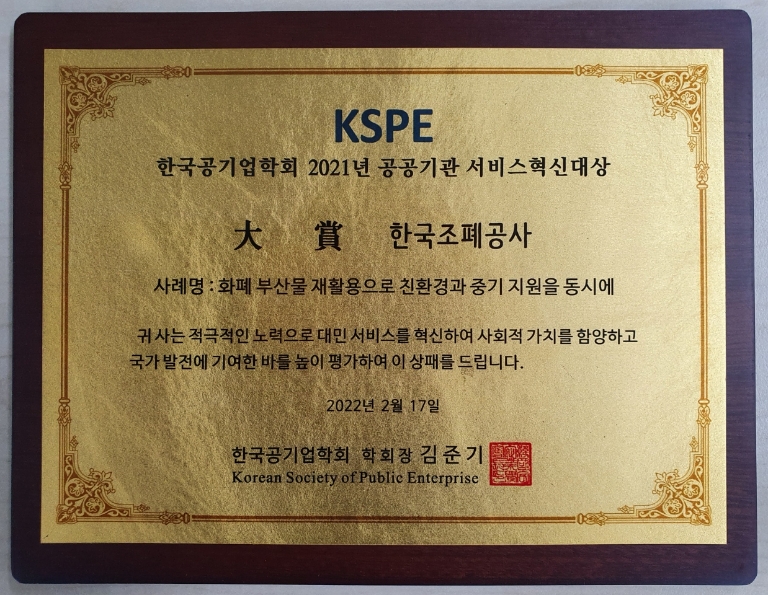 KSPE
한국공기업학회 2021년 공공기관 서비스혁신대상
大 賞 한국조폐공사
사례명 : 화폐 부산물 재활용으로 친환경과 중기 지원을 동시에
귀 사는 적극적인 노력으로 대민 서비스를 혁신하여 사회적 가치를 함양하고
국가 발전에 기여한 바를 높이 평가하여 이 상패를 드립니다.
2022년 2월 17일
한국공기업학회 학회장 김준기
Korean Society of Public Enterprise